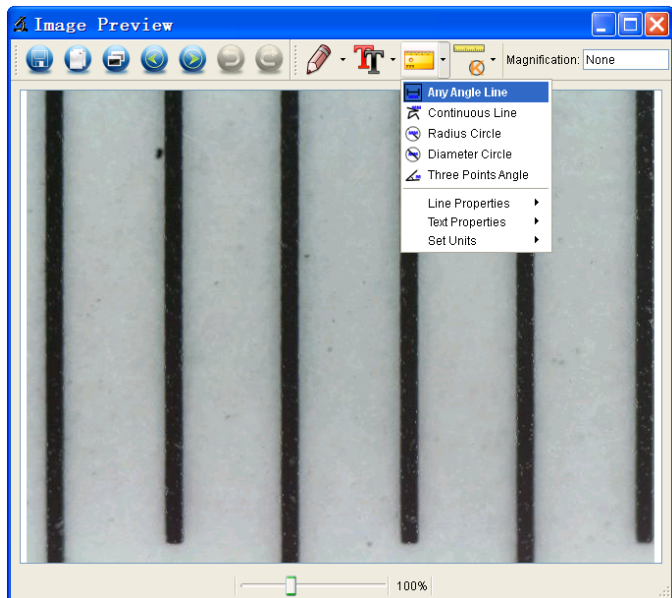 Image Preview
TT
Magnification: None
K
Any Angle Line
Continuous Line
Radius Circle
Diameter Circle
Three Points Angle
Line Properties
Text Properties
Set Units
100%